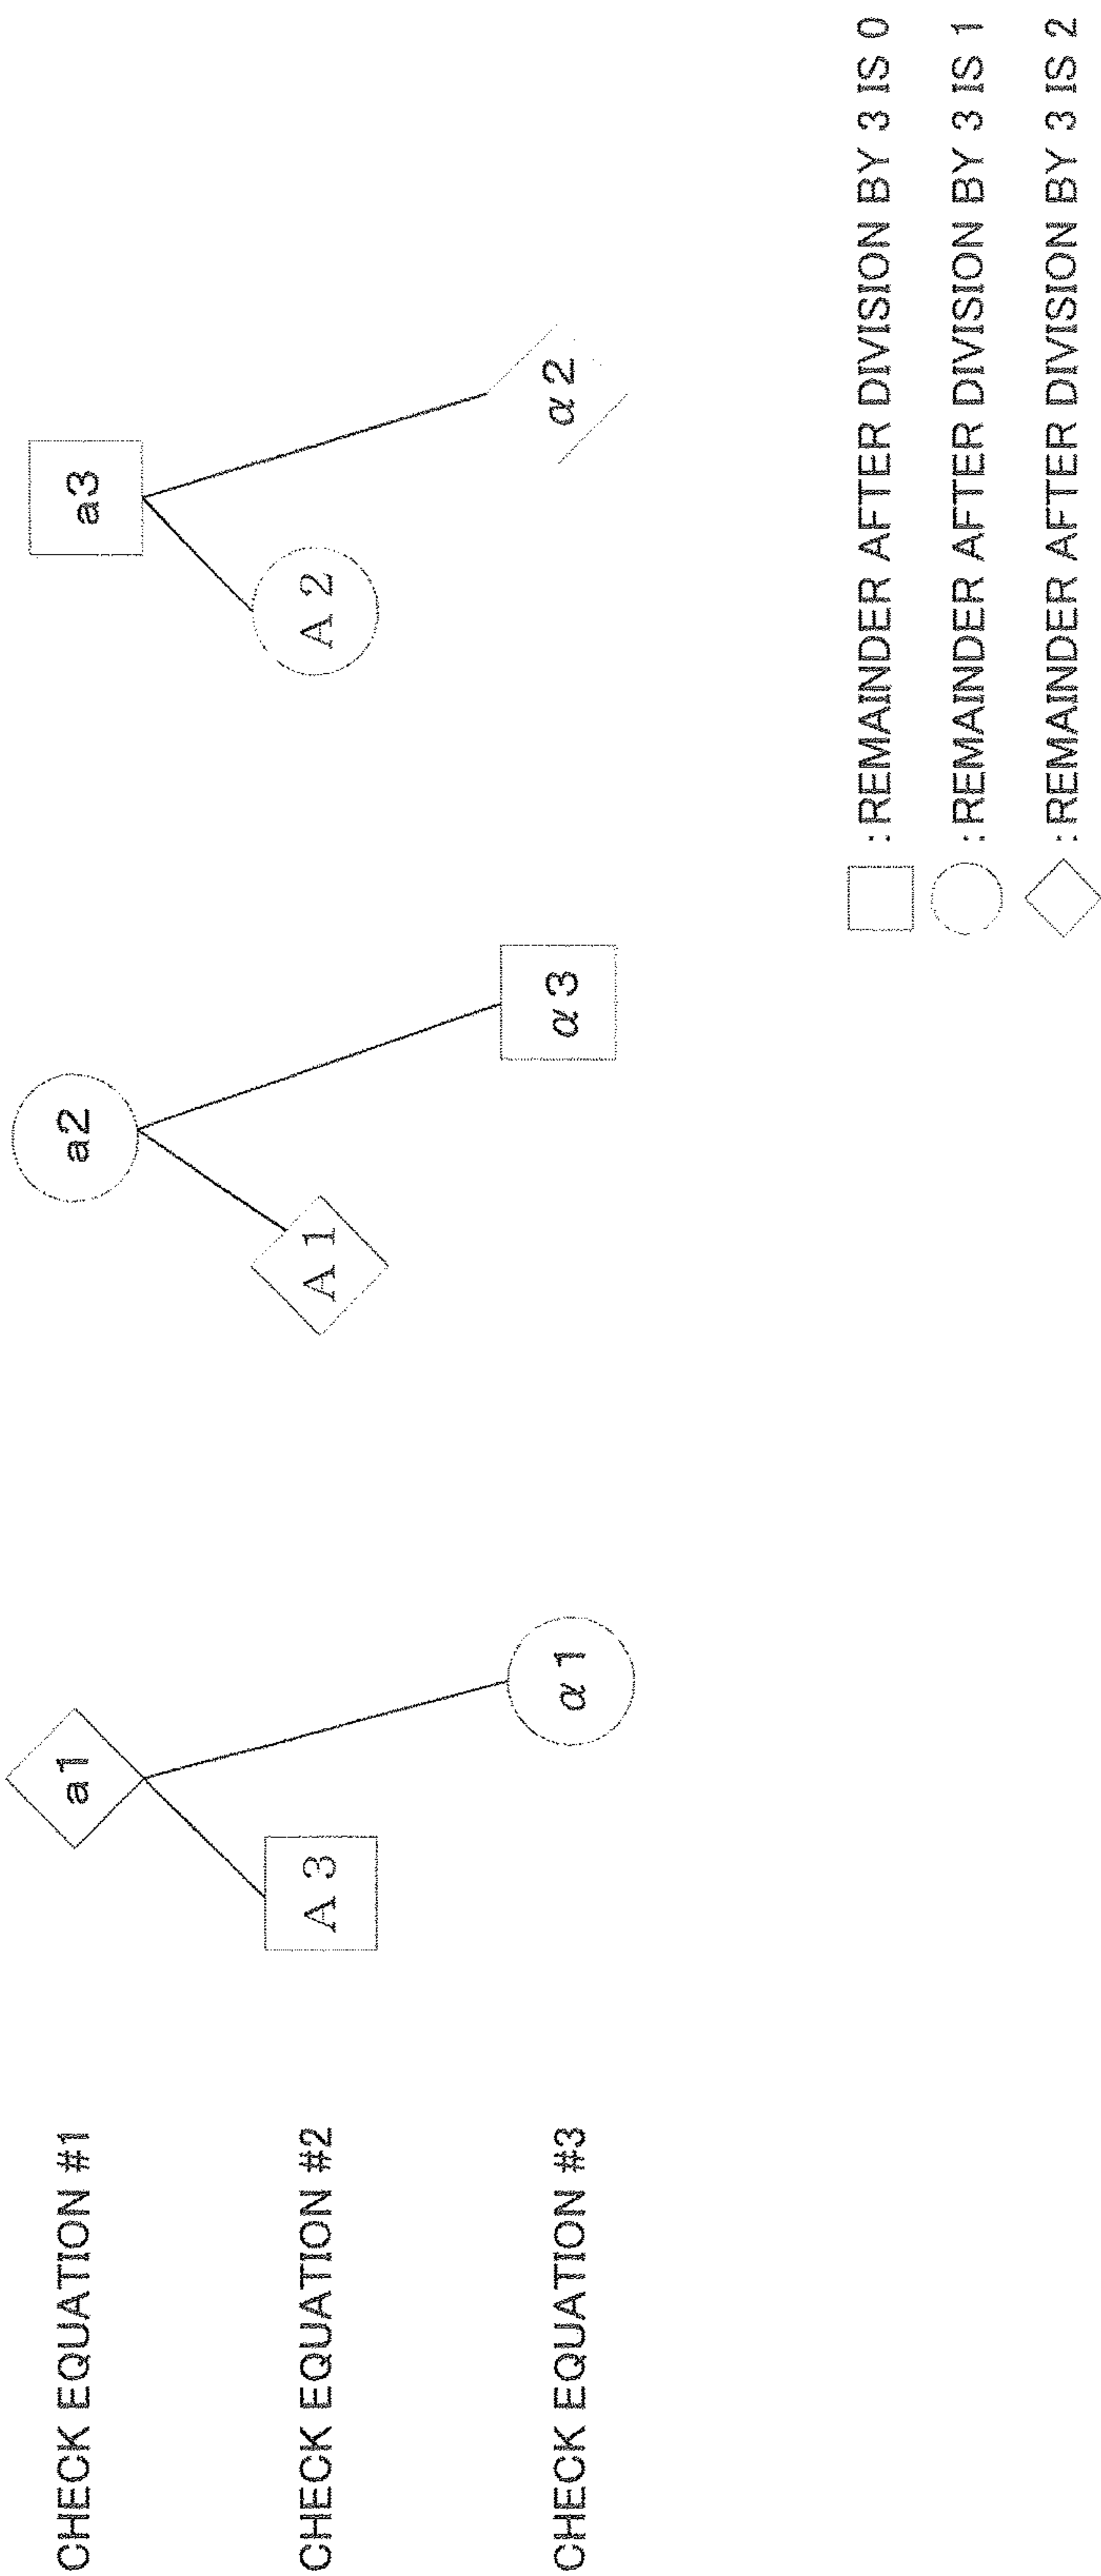 CHECK EQUATION #1
a1
a2
a3
CHECK EQUATION #2
A 3
A 1
A 2
CHECK EQUATION #3
α 1
α 3
α 2
: REMAINDER AFTER DIVISION BY 3 IS 0
: REMAINDER AFTER DIVISION BY 3 IS 1
: REMAINDER AFTER DIVISION BY 3 IS 2